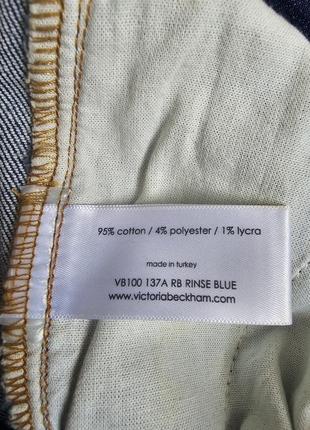 95% cotton / 4% polyester / 1% lycra
made in turkey
VB100 137A RB RINSE BLUE
www.victoriabeckham.com